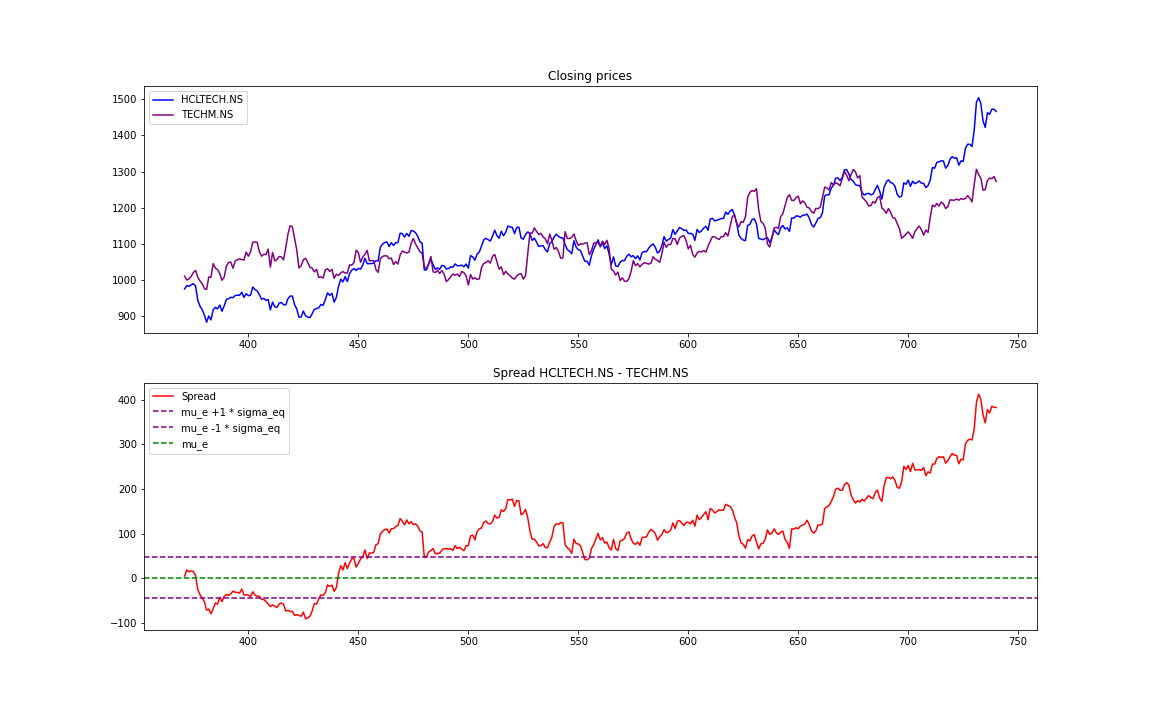 Closing prices
1500
1400
1300
1200
1100
1000
900
HCLTECH.NS
TECHM.NS
400 450 500 550 600 650 700 750
Spread HCLTECH.NS - TECHM.NS
400
300
200
100
0
−100
Spread
mu_e +1 * sigma_eq
mu_e -1 * sigma_eq
mu_e
400 450 500 550 600 650 700 750